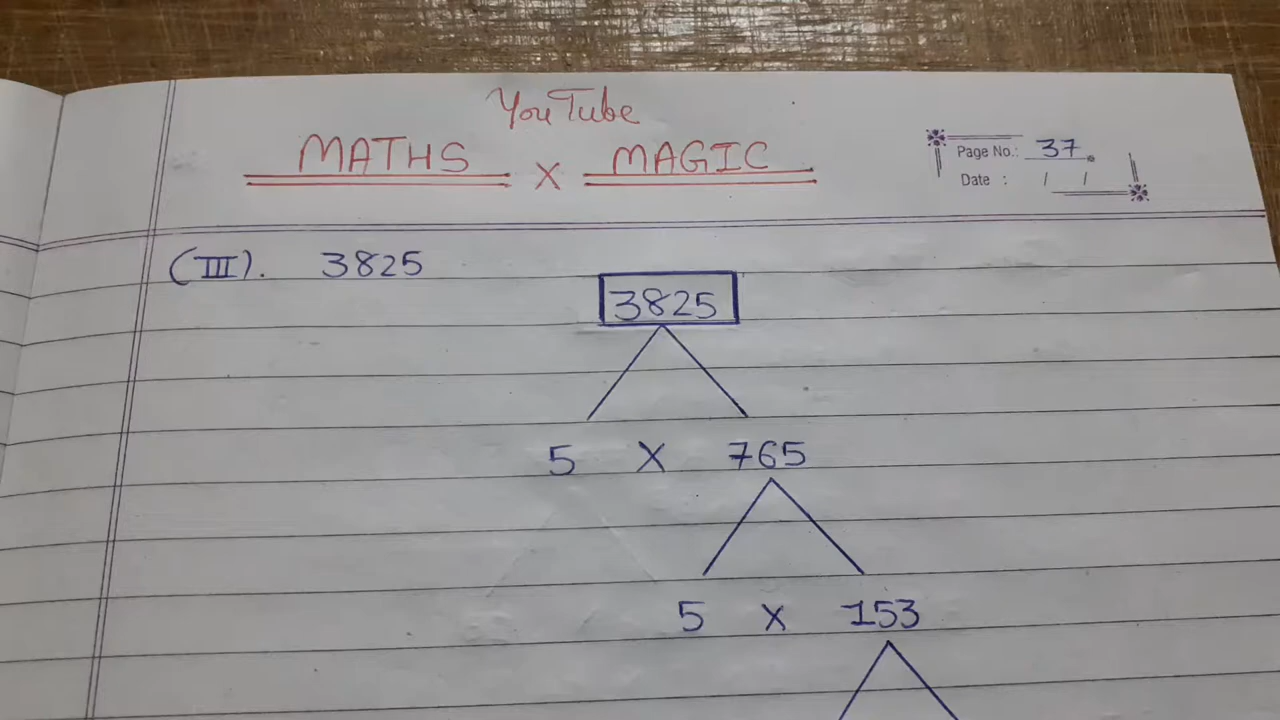 YouTube
MATHS X MAGIC
Page No.: 37
Date : / /
(III). 3825
3825
5 X 765
5 X 153